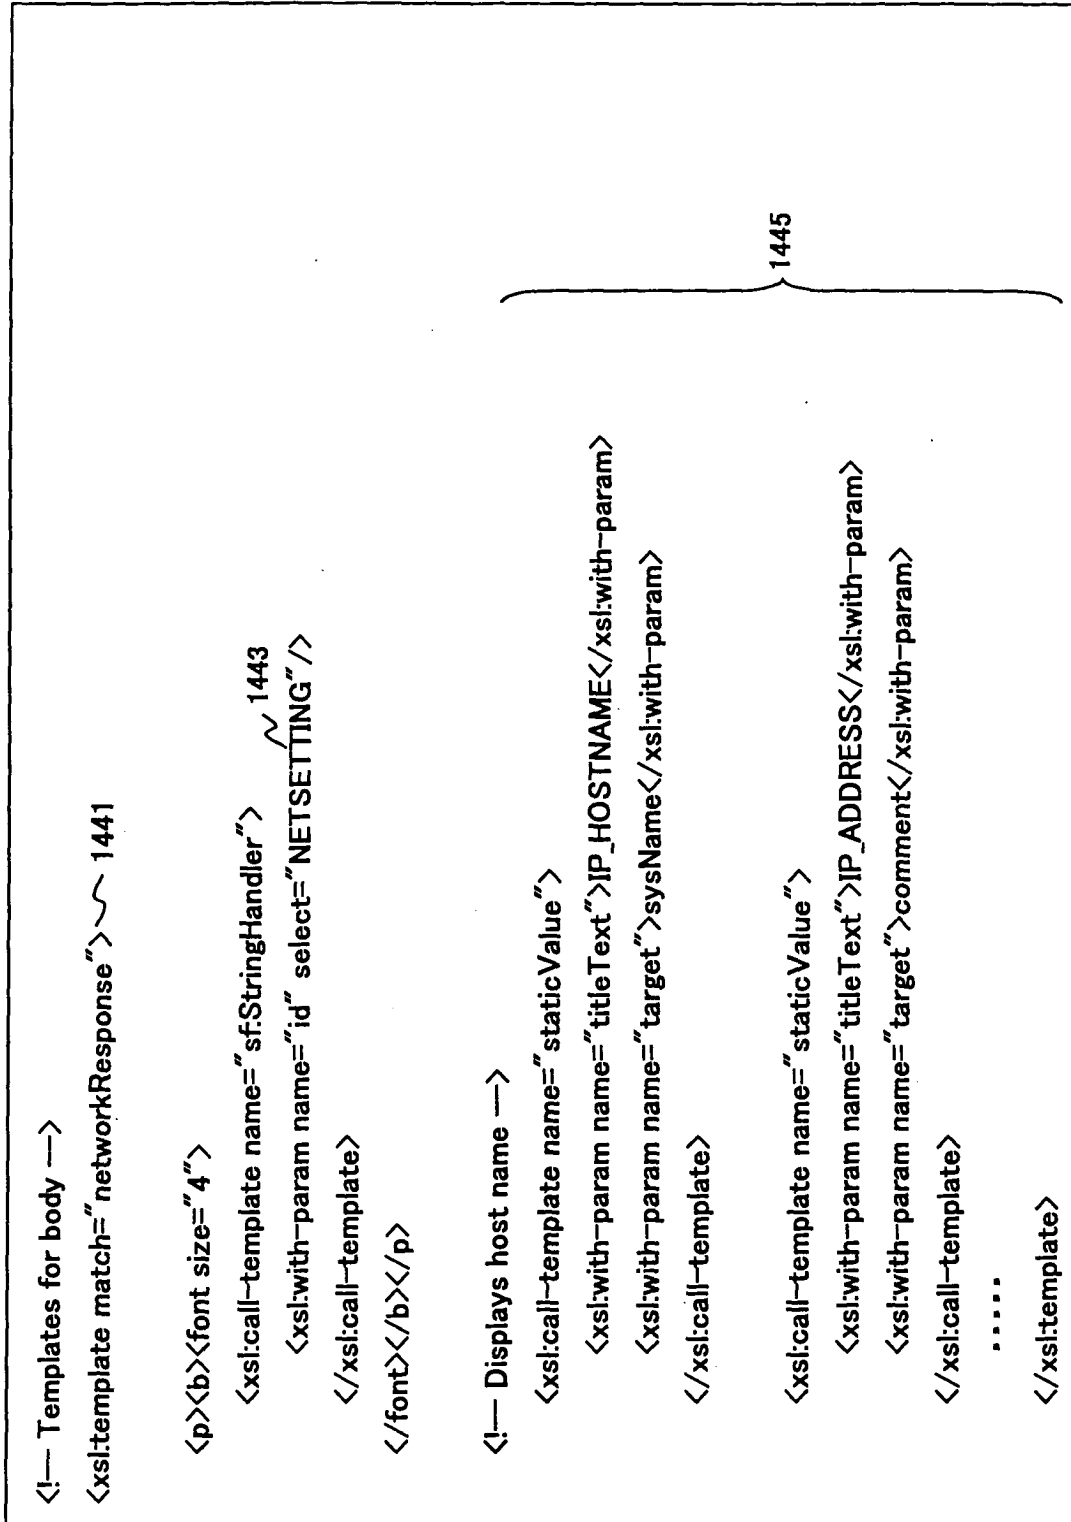 <!— Templates for body —>
<xsl:template match="networkResponse"> 1441
<p><b><font size="4">
<xsl:call-template name="sf.StringHandler"> 1443
<xsl:with-param name="id" select="NETSETTING"/>
</xsl:call-template>
</font></b></p>
<!— Displays host name —>
<xsl:call-template name="staticValue">
<xsl:with-param name="titleText">IP_HOSTNAME</xsl:with-param>
<xsl:with-param name="target">sysName</xsl:with-param>
</xsl:call-template>
1445
<xsl:call-template name="staticValue">
<xsl:with-param name="titleText">IP_ADDRESS</xsl:with-param>
<xsl:with-param name="target">comment</xsl:with-param>
</xsl:call-template>
.....
</xsl:template>